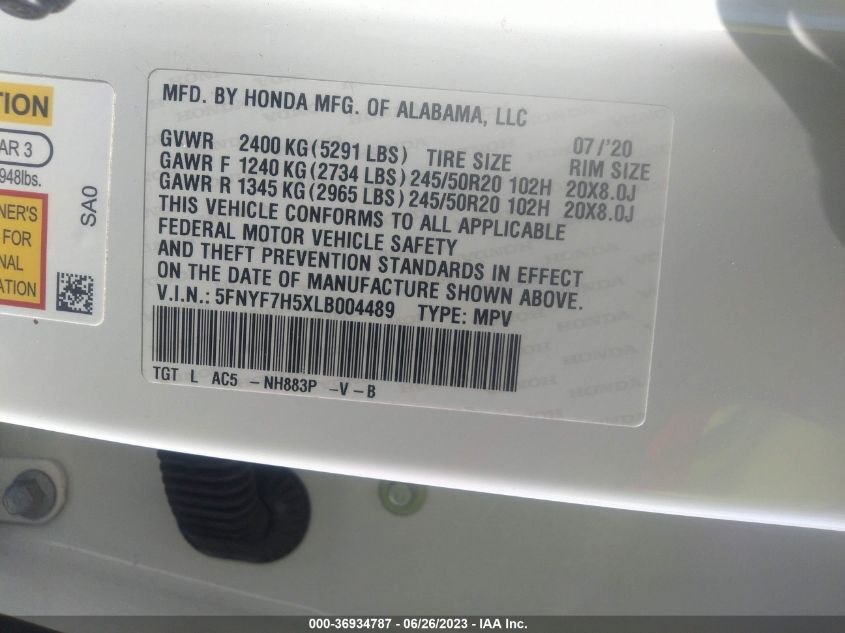 TION
AR 3
948lbs.
NER'S
FOR
NAL
ATION
SA0
MFD. BY HONDA MFG. OF ALABAMA, LLC
07/'20
GVWR 2400 KG(5291 LBS) TIRE SIZE RIM SIZE
GAWR F 1240 KG(2734 LBS) 245/50R20 102H 20X8.0J
GAWR R 1345 KG(2965 LBS) 245/50R20 102H 20X8.0J
THIS VEHICLE CONFORMS TO ALL APPLICABLE
FEDERAL MOTOR VEHICLE SAFETY
AND THEFT PREVENTION STANDARDS IN EFFECT
ON THE DATE OF MANUFACTURE SHOWN ABOVE.
V.I.N.: 5FNYF7H5XLB004489 TYPE: MPV
TGT L AC5 - NH883P -V-B
000-36934787 - 06/26/2023 - IAA Inc.